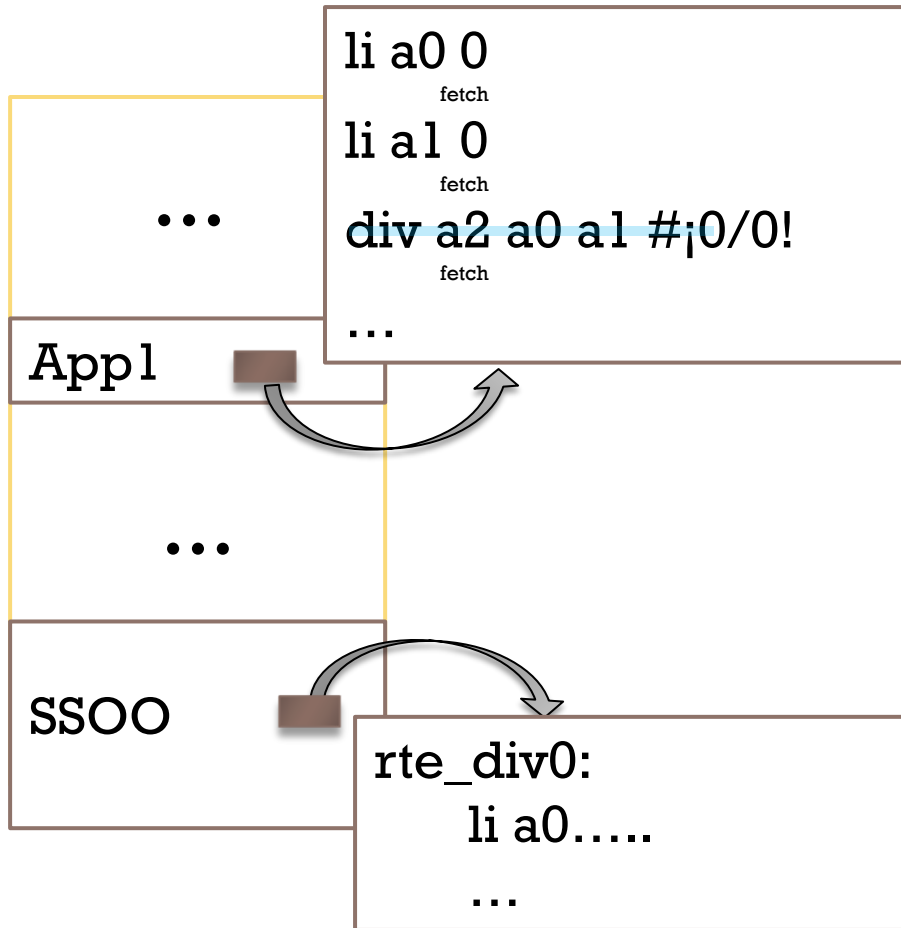 li a0 0
fetch
li a1 0
fetch
div a2 a0 a1 #¡0/0!
fetch
…
…
App1
…
SSOO
rte_div0:
li a0…..
…